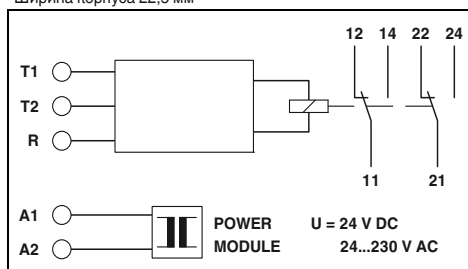 Ширина корпуса 22,5 мм
12 14 22 24
T1
T2
R
11 21
A1
A2
POWER U = 24 V DC
MODULE 24...230 V AC